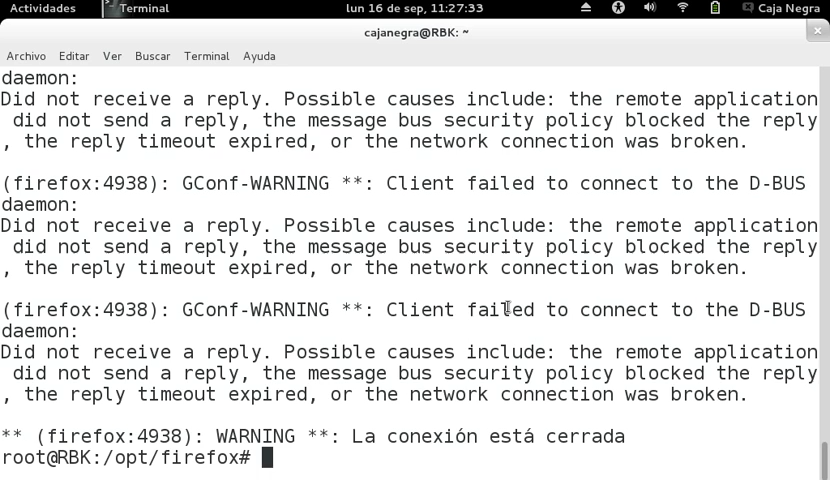 Actividades Terminal lun 16 de sep, 11:27:33 Caja Negra
cajanegra@RBK: ~
Archivo Editar Ver Buscar Terminal Ayuda
daemon:
Did not receive a reply. Possible causes include: the remote application
did not send a reply, the message bus security policy blocked the reply
, the reply timeout expired, or the network connection was broken.
(firefox:4938): GConf-WARNING **: Client failed to connect to the D-BUS
daemon:
Did not receive a reply. Possible causes include: the remote application
did not send a reply, the message bus security policy blocked the reply
, the reply timeout expired, or the network connection was broken.
(firefox:4938): GConf-WARNING **: Client failed to connect to the D-BUS
daemon:
Did not receive a reply. Possible causes include: the remote application
did not send a reply, the message bus security policy blocked the reply
, the reply timeout expired, or the network connection was broken.
** (firefox:4938): WARNING **: La conexión está cerrada
root@RBK:/opt/firefox#